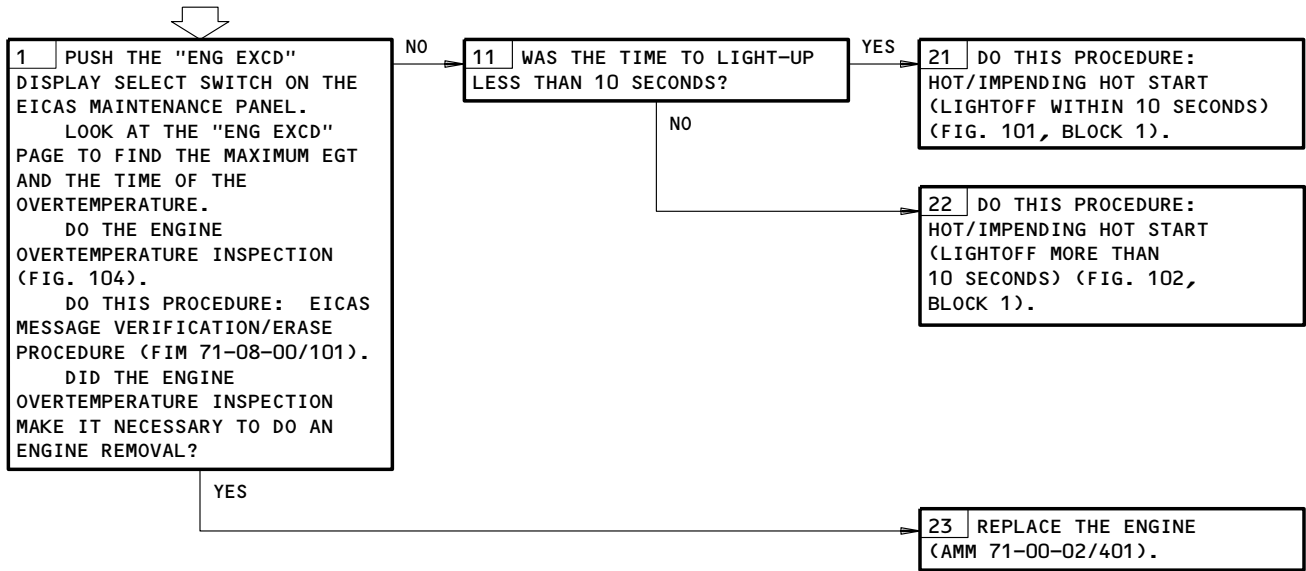 1 PUSH THE "ENG EXCD"
DISPLAY SELECT SWITCH ON THE
EICAS MAINTENANCE PANEL.
LOOK AT THE "ENG EXCD"
PAGE TO FIND THE MAXIMUM EGT
AND THE TIME OF THE
OVERTEMPERATURE.
DO THE ENGINE
OVERTEMPERATURE INSPECTION
(FIG. 104).
DO THIS PROCEDURE: EICAS
MESSAGE VERIFICATION/ERASE
PROCEDURE (FIM 71-08-00/101).
DID THE ENGINE
OVERTEMPERATURE INSPECTION
MAKE IT NECESSARY TO DO AN
ENGINE REMOVAL?
NO
11 WAS THE TIME TO LIGHT-UP
LESS THAN 10 SECONDS?
YES
21 DO THIS PROCEDURE:
HOT/IMPENDING HOT START
(LIGHTOFF WITHIN 10 SECONDS)
(FIG. 101, BLOCK 1).
NO
22 DO THIS PROCEDURE:
HOT/IMPENDING HOT START
(LIGHTOFF MORE THAN
10 SECONDS) (FIG. 102,
BLOCK 1).
YES
23 REPLACE THE ENGINE
(AMM 71-00-02/401).